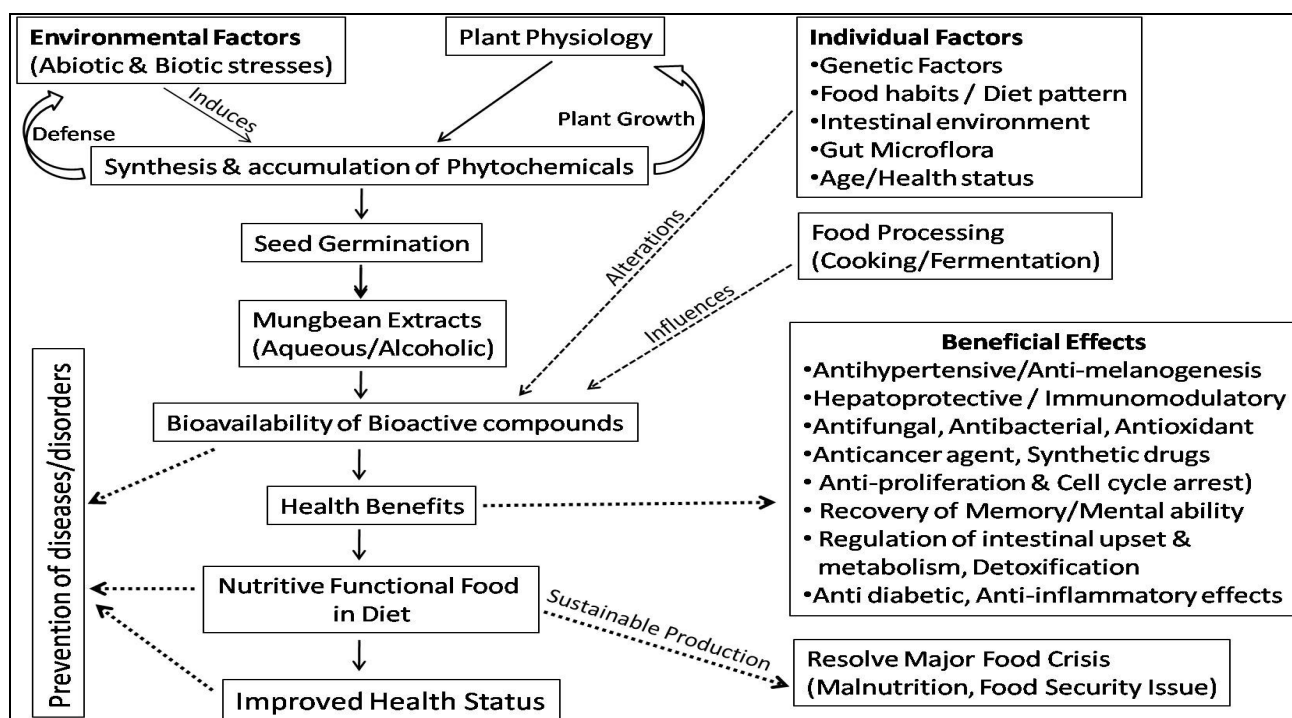 Environmental Factors
(Abiotic & Biotic stresses)
Plant Physiology
Induces
Defense
Plant Growth
Synthesis & accumulation of Phytochemicals
Seed Germination
Mungbean Extracts
(Aqueous/Alcoholic)
Bioavailability of Bioactive compounds
Health Benefits
Nutritive Functional Food
in Diet
Improved Health Status
Prevention of diseases/disorders
Individual Factors
•Genetic Factors
•Food habits / Diet pattern
•Intestinal environment
•Gut Microflora
•Age/Health status
Alterations
Food Processing
(Cooking/Fermentation)
Influences
Beneficial Effects
•Antihypertensive/Anti-melanogenesis
•Hepatoprotective / Immunomodulatory
•Antifungal, Antibacterial, Antioxidant
•Anticancer agent, Synthetic drugs
• Anti-proliferation & Cell cycle arrest)
• Recovery of Memory/Mental ability
• Regulation of intestinal upset &
metabolism, Detoxification
•Anti diabetic, Anti-inflammatory effects
Sustainable Production
Resolve Major Food Crisis
(Malnutrition, Food Security Issue)